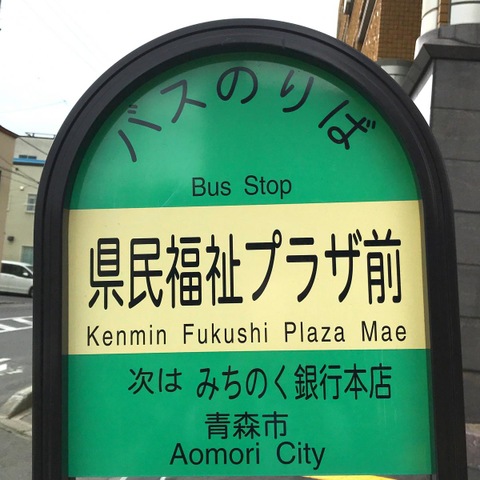 バスのりば
Bus Stop
県民福祉プラザ前
Kenmin Fukushi Plaza Mae
次は みちのく銀行本店
青森市
Aomori City